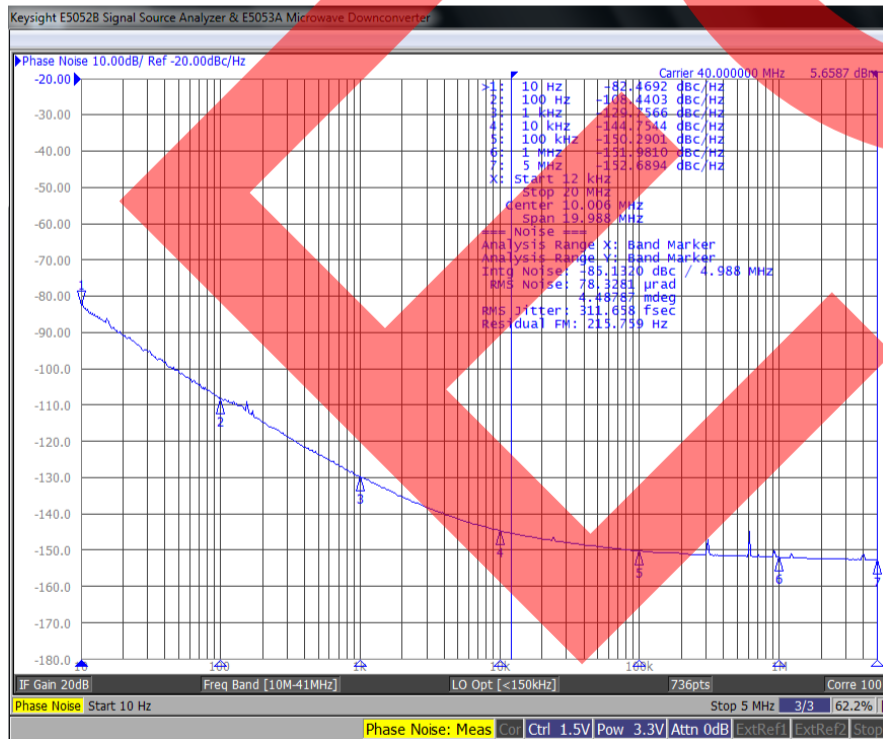 Keysight E5052B Signal Source Analyzer & E5053A Microwave Downconverter
Phase Noise 10.00dB/ Ref -20.00dBc/Hz
Carrier 40.000000 MHz 5.6587 dBm
-20.00
-30.00
-40.00
-50.00
-60.00
-70.00
-80.00
-90.00
-100.0
-110.0
-120.0
-130.0
-140.0
-150.0
-160.0
-170.0
-180.0
>1: 10 Hz -82.4692 dBc/Hz
2: 100 Hz -108.4403 dBc/Hz
3: 1 kHz -129.7566 dBc/Hz
4: 10 kHz -144.7544 dBc/Hz
5: 100 kHz -150.2901 dBc/Hz
6: 1 MHz -151.9810 dBc/Hz
7: 5 MHz -152.6894 dBc/Hz
X: Start 12 kHz
Stop 20 MHz
Center 10.006 MHz
Span 19.988 MHz
=== Noise ===
Analysis Range X: Band Marker
Analysis Range Y: Band Marker
Intg Noise: -85.1320 dBc / 4.988 MHz
RMS Noise: 78.3281 µrad
4.48787 mdeg
RMS Jitter: 311.658 fsec
Residual FM: 215.759 Hz
1
2
3
4
5
6
7
10 100 1k 10k 100k 1M
IF Gain 20dB Freq Band [10M-41MHz] LO Opt [<150kHz] 736pts Corre 100
Phase Noise Start 10 Hz Stop 5 MHz 3/3 62.2%
Phase Noise: Meas Cor Ctrl 1.5V Pow 3.3V Attn 0dB ExtRef1 ExtRef2 Stop